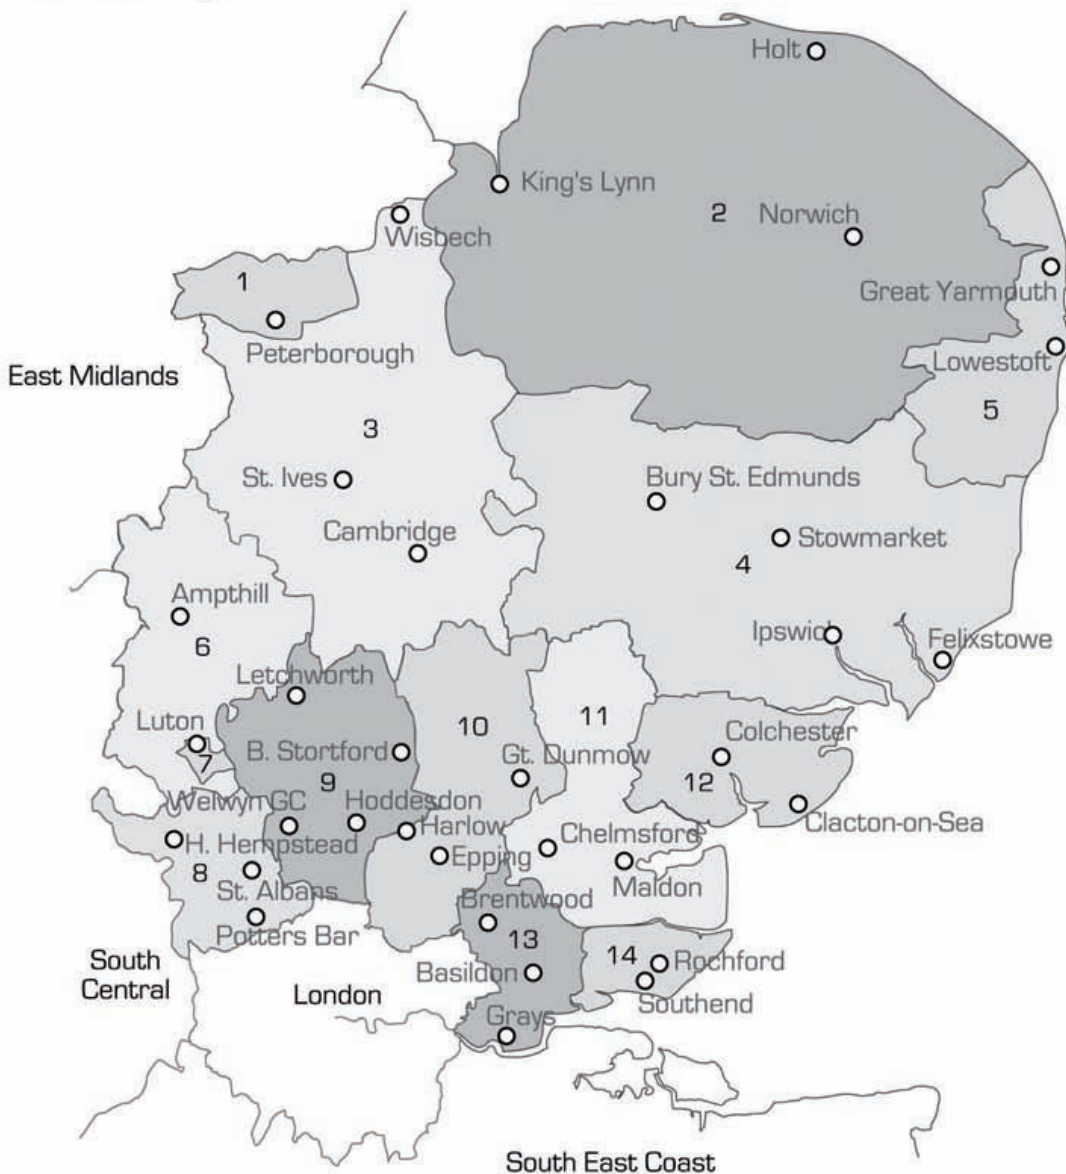 Holt
King's Lynn
2
Norwich
Wisbech
1
Great Yarmouth
Peterborough
Lowestoft
East Midlands
5
3
St. Ives
Bury St. Edmunds
Cambridge
Stowmarket
4
Ampthill
Ipswich
Felixstowe
6
Letchworth
Luton
10
11
Colchester
B. Stortford
Gt. Dunmow
7
9
12
Welwyn GC
Hoddesdon
Clacton-on-Sea
H. Hempstead
Harlow
Chelmsford
Epping
8
Maldon
St. Albans
Brentwood
Potters Bar
13
14
South
Central
Basildon
Rochford
London
Southend
Grays
South East Coast